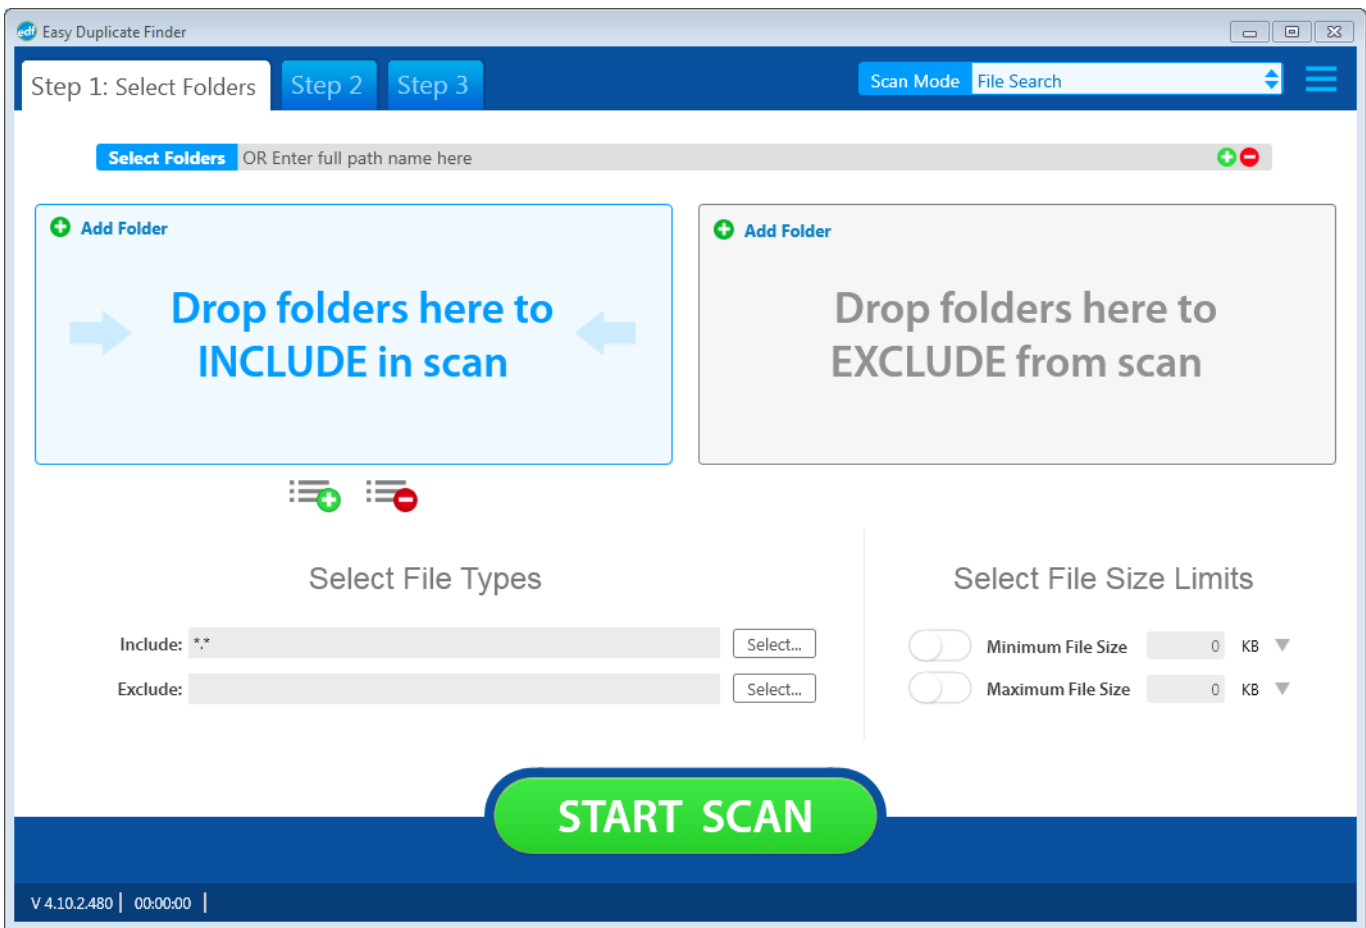 edf Easy Duplicate Finder
Step 1: Select Folders Step 2 Step 3 Scan Mode File Search
Select Folders OR Enter full path name here
Add Folder
Drop folders here to
INCLUDE in scan
Add Folder
Drop folders here to
EXCLUDE from scan
Select File Types
Include: *.* Select...
Exclude: Select...
Select File Size Limits
Minimum File Size 0 KB
Maximum File Size 0 KB
START SCAN
V 4.10.2.480 00:00:00